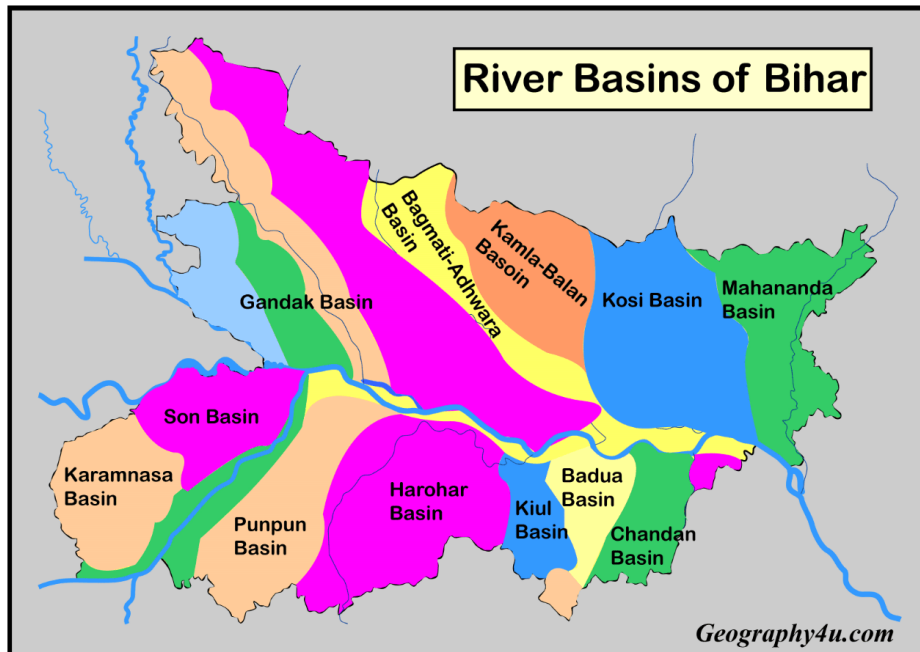 River Basins of Bihar
Bagmati-Adhwara
Basin
Kamla-Balan
Basoin
Kosi Basin
Mahananda
Basin
Gandak Basin
Son Basin
Karamnasa
Basin
Punpun
Basin
Harohar
Basin
Kiul
Basin
Badua
Basin
Chandan
Basin
Geography4u.com